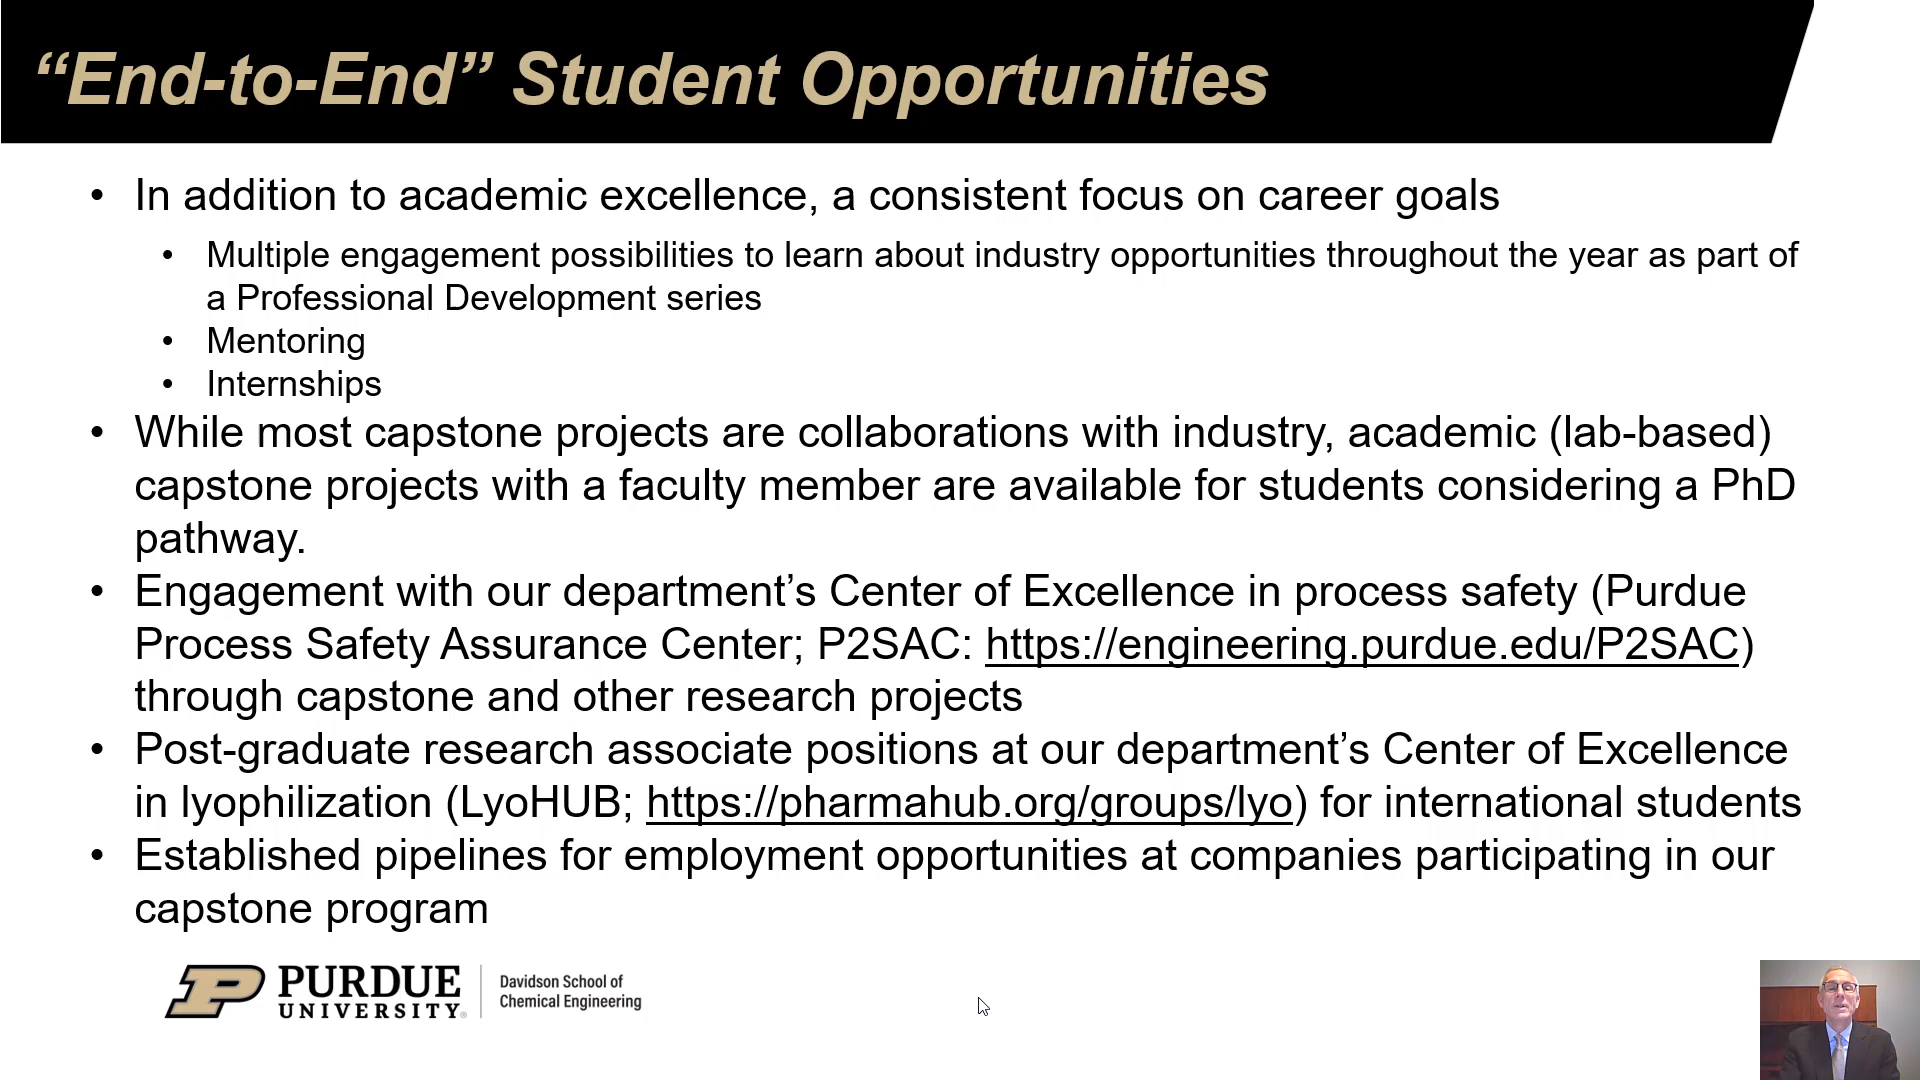 “End-to-End” Student Opportunities
• In addition to academic excellence, a consistent focus on career goals
• Multiple engagement possibilities to learn about industry opportunities throughout the year as part of
a Professional Development series
• Mentoring
• Internships
• While most capstone projects are collaborations with industry, academic (lab-based)
capstone projects with a faculty member are available for students considering a PhD
pathway.
• Engagement with our department’s Center of Excellence in process safety (Purdue
Process Safety Assurance Center; P2SAC: https://engineering.purdue.edu/P2SAC)
through capstone and other research projects
• Post-graduate research associate positions at our department’s Center of Excellence
in lyophilization (LyoHUB; https://pharmahub.org/groups/lyo) for international students
• Established pipelines for employment opportunities at companies participating in our
capstone program
P PURDUE
UNIVERSITY®
Davidson School of
Chemical Engineering